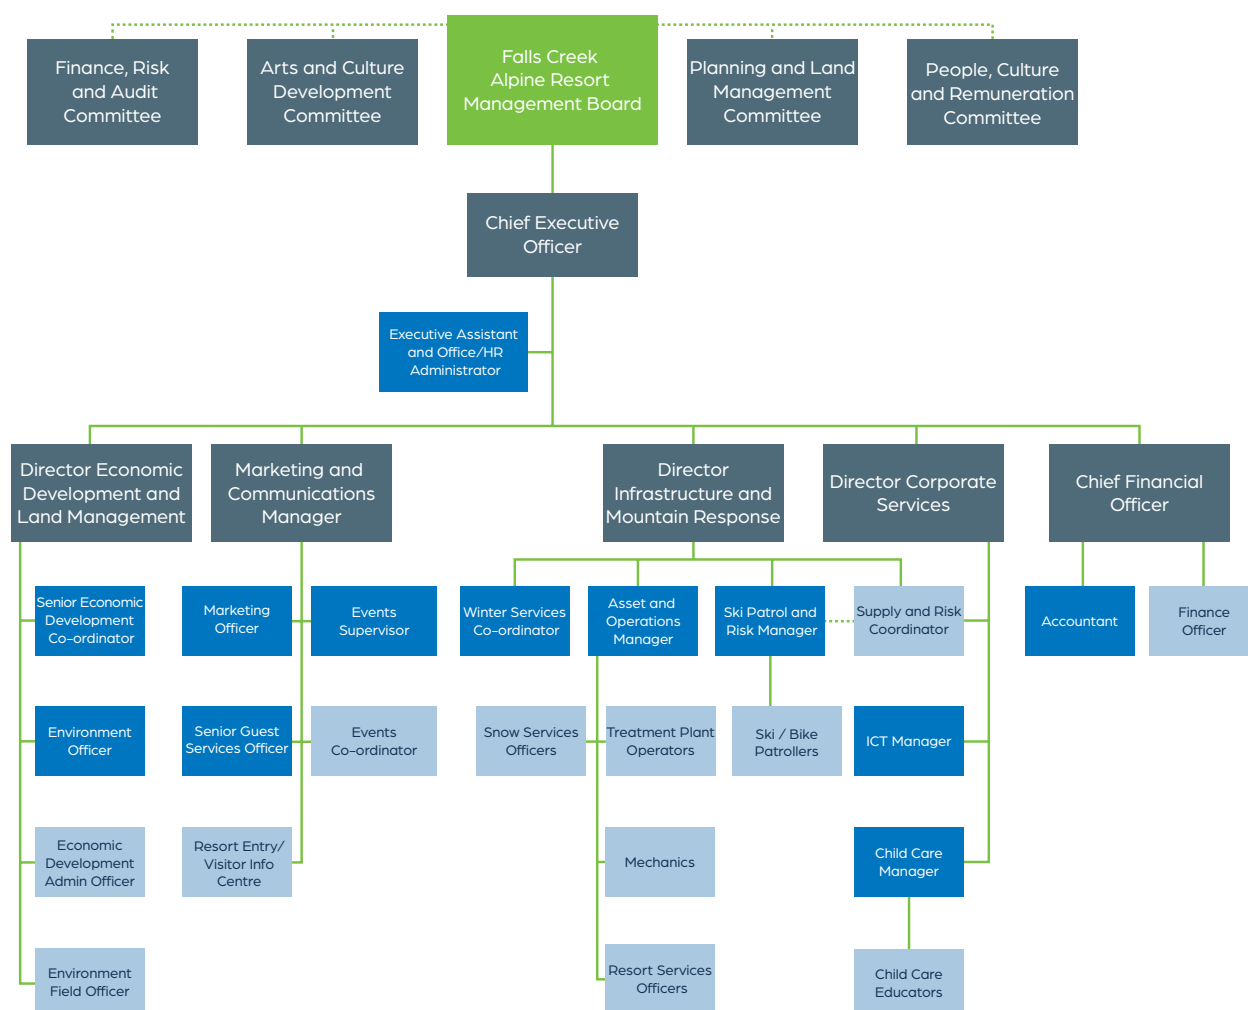 Finance, Risk
and Audit
Committee
Arts and Culture
Development
Committee
Falls Creek
Alpine Resort
Management Board
Planning and Land
Management
Committee
People, Culture
and Remuneration
Committee
Chief Executive
Officer
Executive Assistant
and Office/HR
Administrator
Director Economic
Development and
Land Management
Marketing and
Communications
Manager
Director
Infrastructure and
Mountain Response
Director Corporate
Services
Chief Financial
Officer
Senior Economic
Development
Co-ordinator
Marketing
Officer
Events
Supervisor
Winter Services
Co-ordinator
Asset and
Operations
Manager
Ski Patrol and
Risk Manager
Supply and Risk
Coordinator
Accountant
Finance
Officer
Environment
Officer
Senior Guest
Services Officer
Events
Co-ordinator
Snow Services
Officers
Treatment Plant
Operators
Ski / Bike
Patrollers
ICT Manager
Economic
Development
Admin Officer
Resort Entry/
Visitor Info
Centre
Mechanics
Child Care
Manager
Environment
Field Officer
Resort Services
Officers
Child Care
Educators